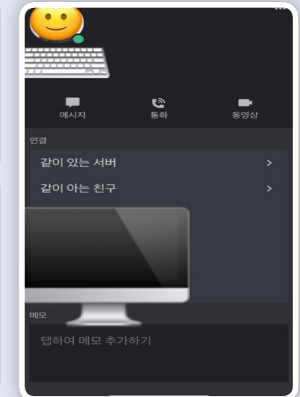 메시지
통화
동영상
연결
같이 있는 서버
같이 아는 친구
메모
탭하여 메모 추가하기